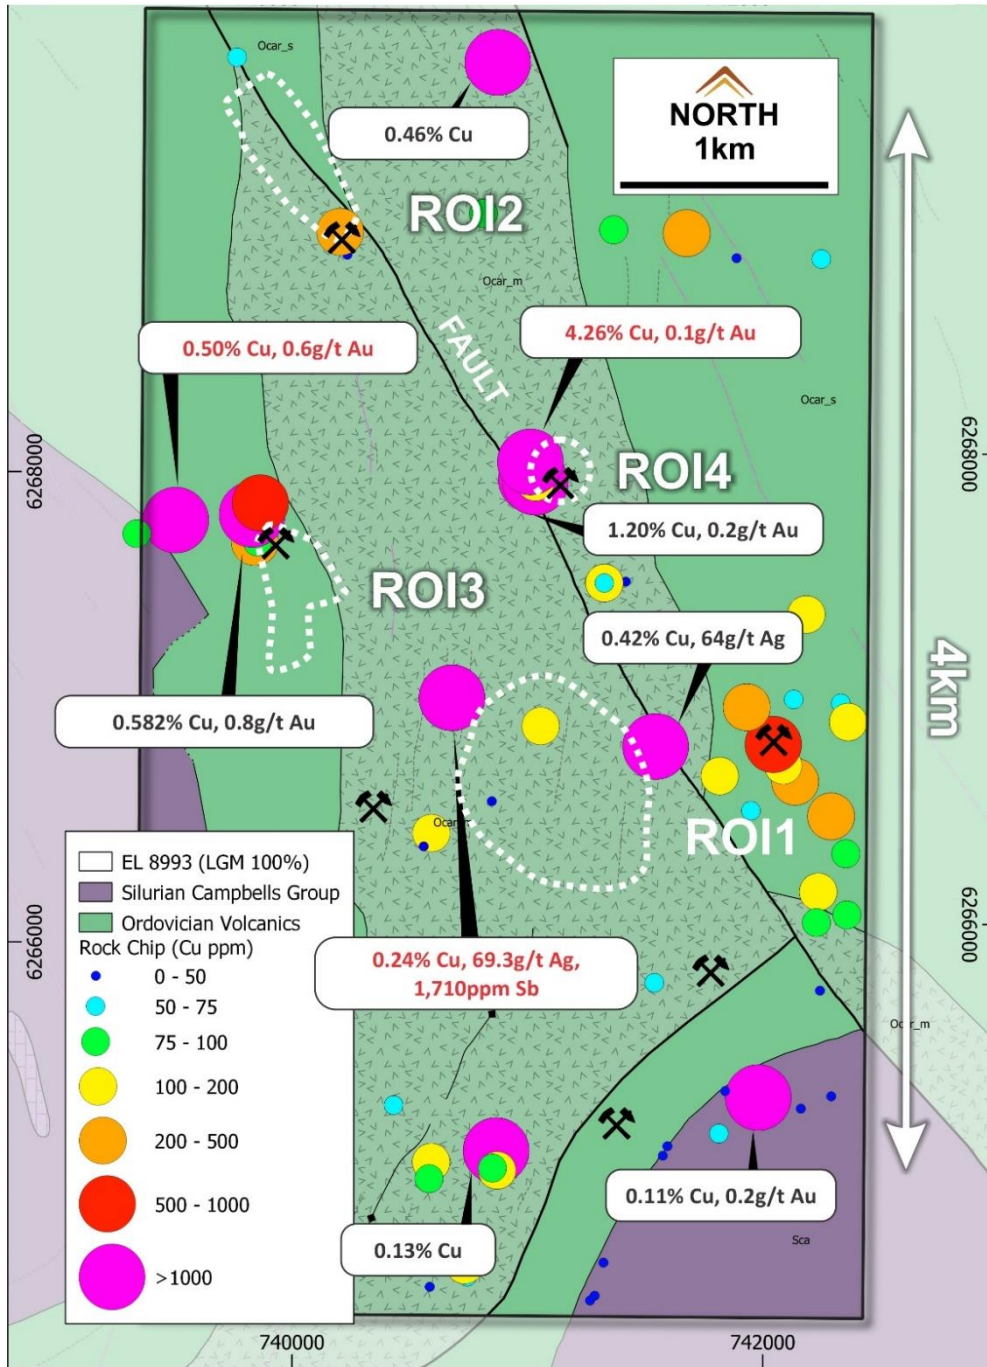 Ocar_s
NORTH
1km
0.46% Cu
ROI2
Ocar_m
0.50% Cu, 0.6g/t Au
4.26% Cu, 0.1g/t Au
FAULT
Ocar_s
6268000
6268000
ROI4
1.20% Cu, 0.2g/t Au
ROI3
0.42% Cu, 64g/t Ag
4km
0.582% Cu, 0.8g/t Au
ROI1
EL 8993 (LGM 100%)
Silurian Campbells Group
Ordovician Volcanics
Rock Chip (Cu ppm)
0 - 50
50 - 75
75 - 100
100 - 200
200 - 500
500 - 1000
>1000
6266000
6266000
0.24% Cu, 69.3g/t Ag,
1,710ppm Sb
Ocar_m
0.11% Cu, 0.2g/t Au
0.13% Cu
Sca
740000
742000